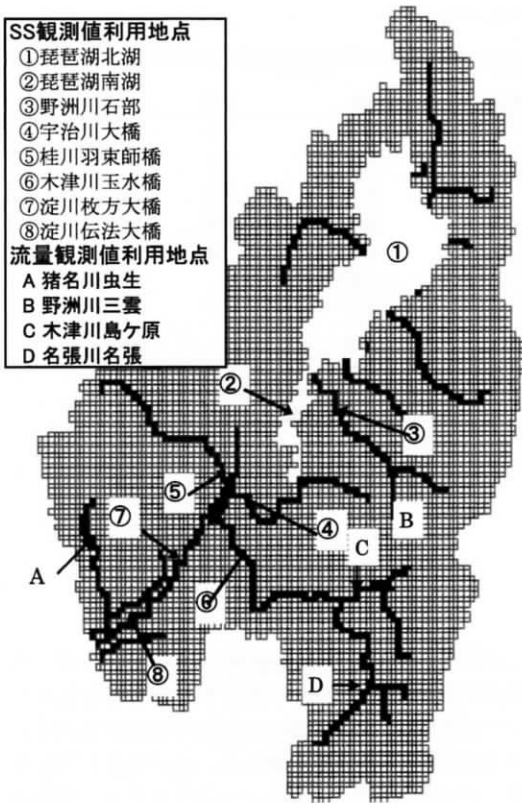 SS観測値利用地点
①琵琶湖北湖
②琵琶湖南湖
③野洲川石部
④宇治川大橋
⑤桂川羽束師橋
⑥木津川玉水橋
⑦淀川枚方大橋
⑧淀川伝法大橋
流量観測値利用地点
A 猪名川虫生
B 野洲川三雲
C 木津川島ケ原
D 名張川名張
①
②
③
⑤
④
B
⑦
C
A
⑥
⑧
D